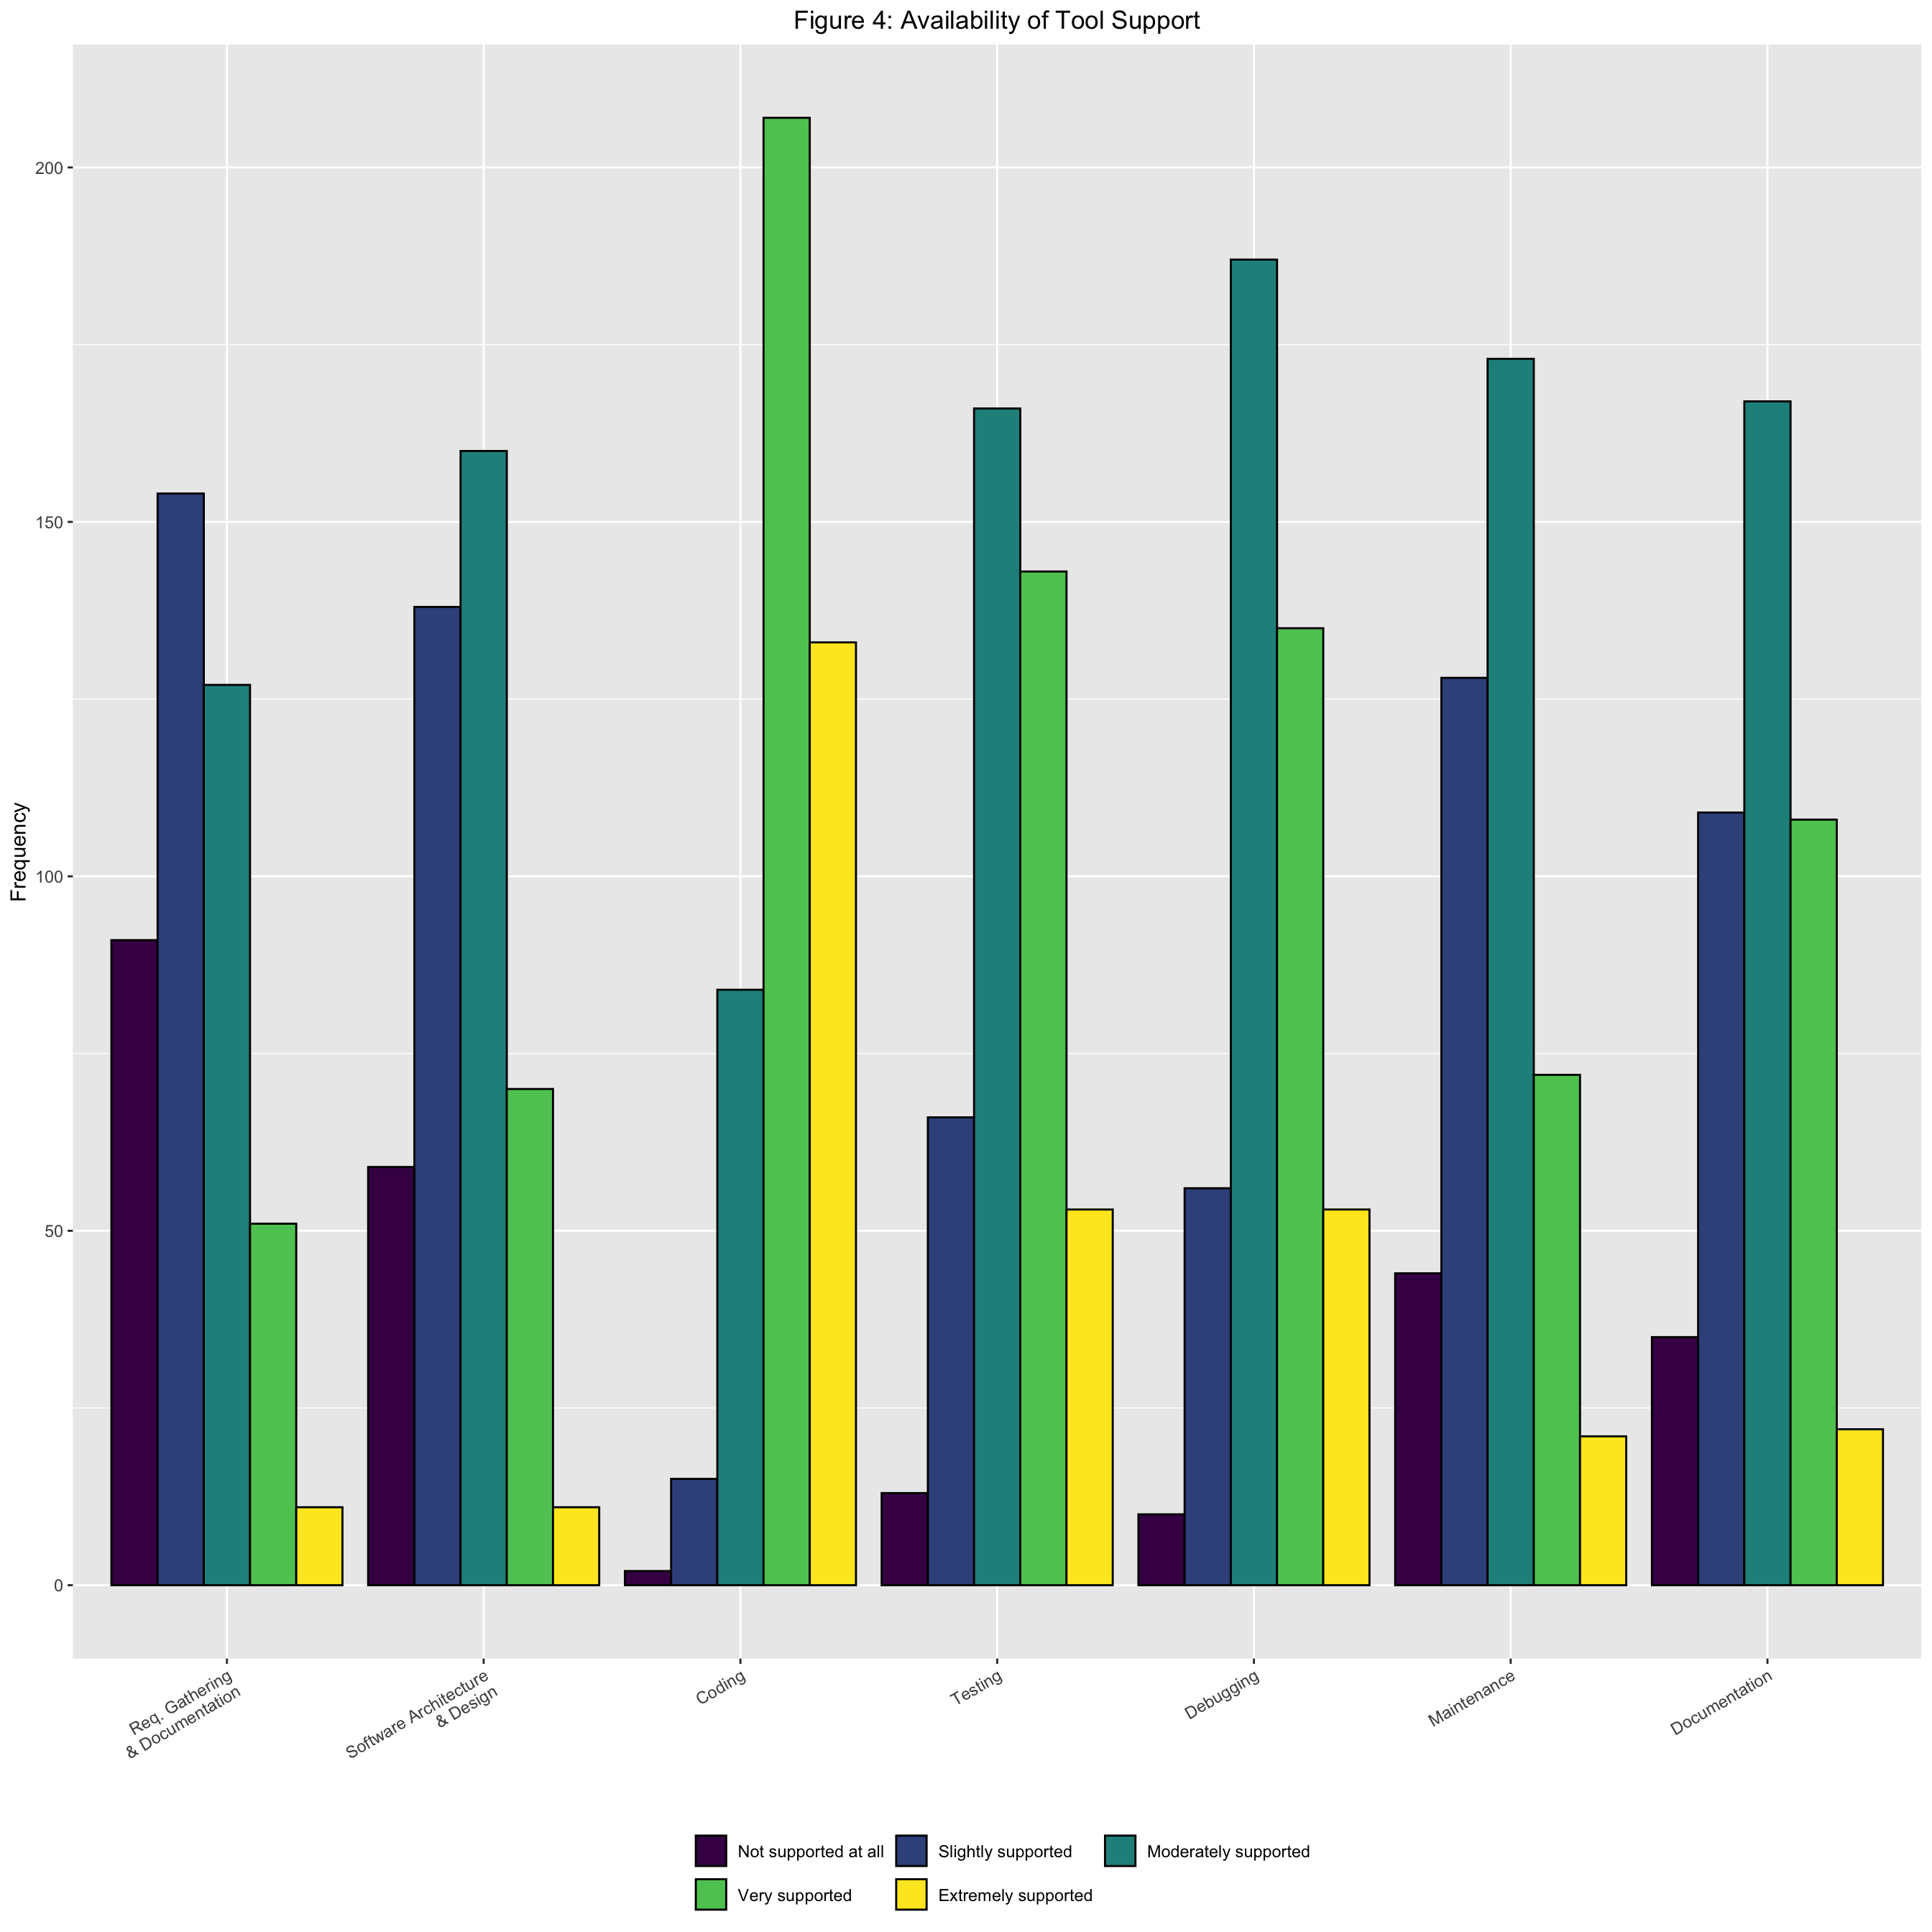 Figure 4: Availability of Tool Support
Frequency
200
150
100
50
0
Req. Gathering
& Documentation
Software Architecture
& Design
Coding
Testing
Debugging
Maintenance
Documentation
Not supported at all
Slightly supported
Moderately supported
Very supported
Extremely supported